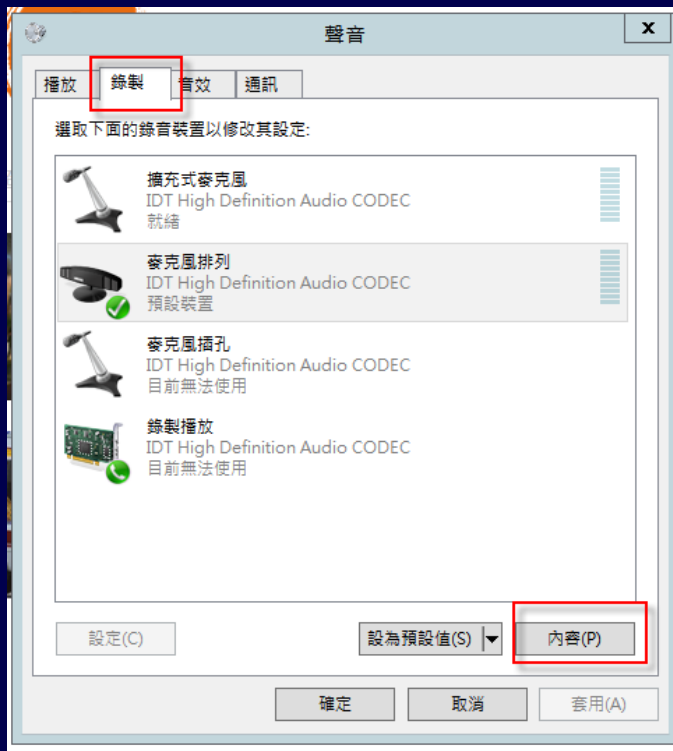 聲音
x
播放 錄製 音效 通訊
選取下面的錄音裝置以修改其設定:
擴充式麥克風
IDT High Definition Audio CODEC
就緒
麥克風排列
IDT High Definition Audio CODEC
預設裝置
麥克風插孔
IDT High Definition Audio CODEC
目前無法使用
錄製播放
IDT High Definition Audio CODEC
目前無法使用
設定(C) 設為預設值(S) 內容(P)
確定 取消 套用(A)